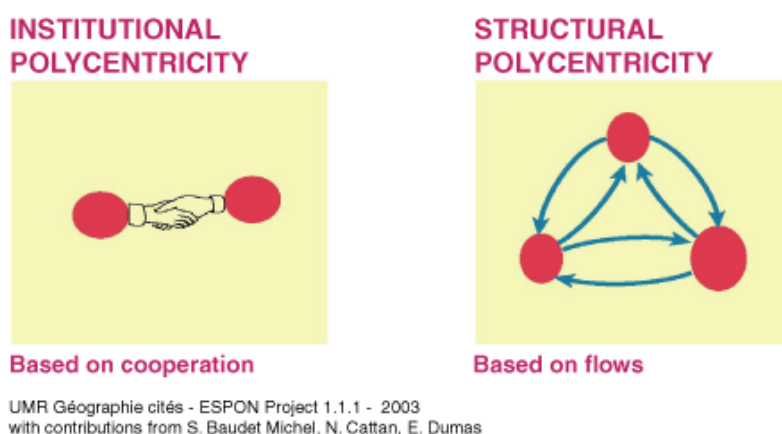 INSTITUTIONAL
POLYCENTRICITY
STRUCTURAL
POLYCENTRICITY
Based on cooperation
Based on flows
UMR Géographie cités - ESPON Project 1.1.1 - 2003
with contributions from S. Baudet Michel, N. Cattan, E. Dumas